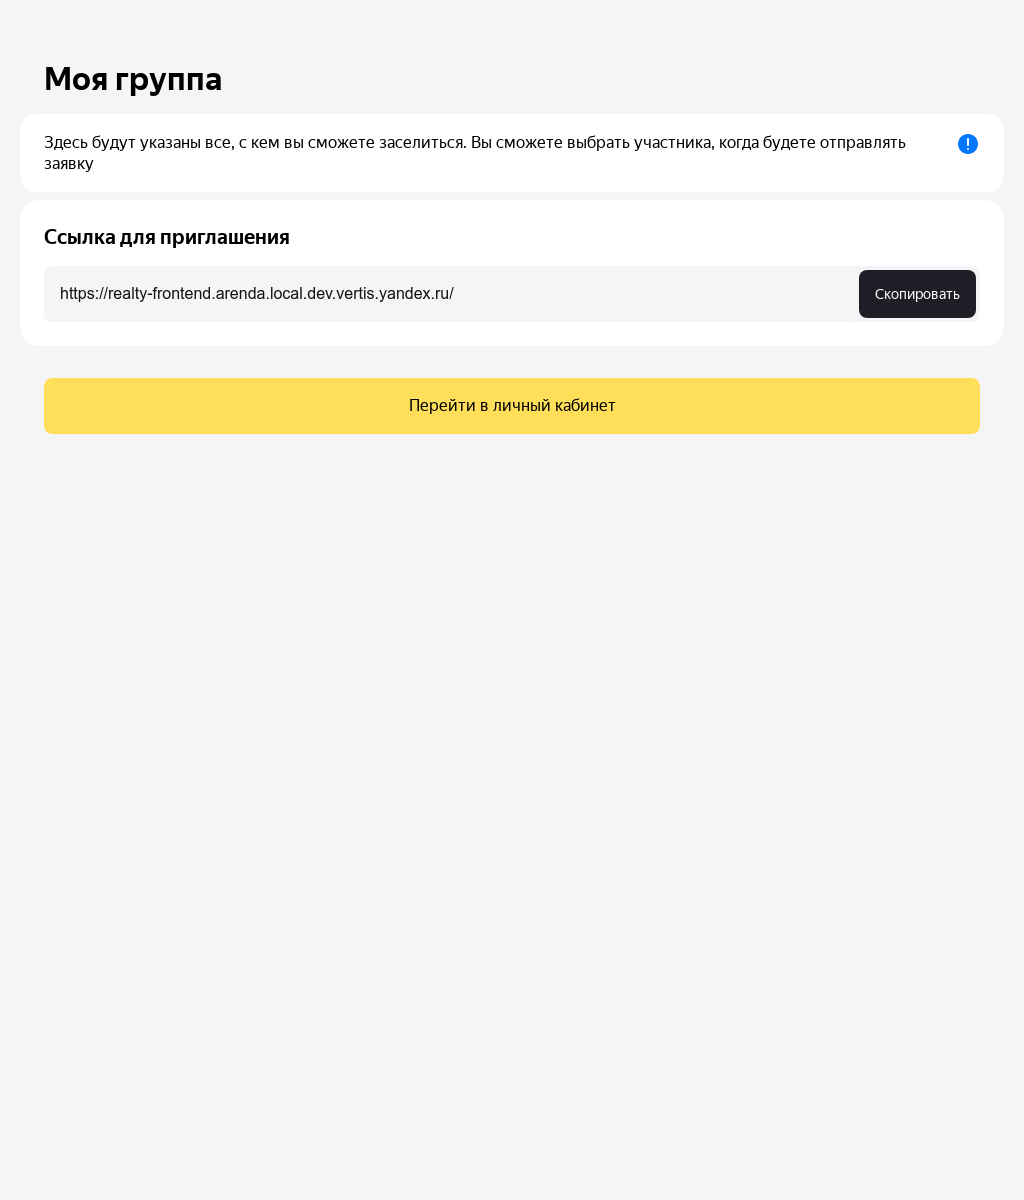 Моя группа
Здесь будут указаны все, с кем вы сможете заселиться. Вы сможете выбрать участника, когда будете отправлять
заявку
Ссылка для приглашения
https://realty-frontend.arenda.local.dev.vertis.yandex.ru/
Скопировать
Перейти в личный кабинет